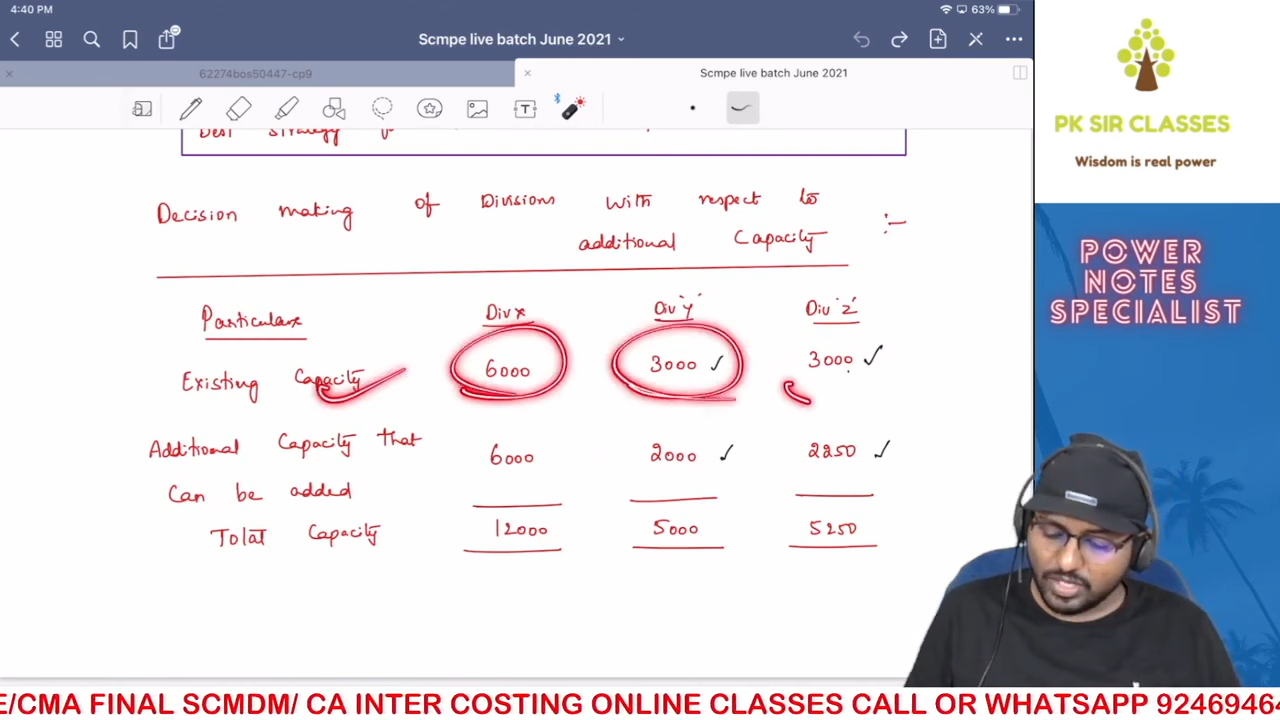 4:40 PM
63%
Scmpe live batch June 2021
62274bos50447-cp9
Scmpe live batch June 2021
T
Best strategy
Decision making of Divisions with respect to
additional Capacity :-
Particulars Div x Div "y" Div "z"
Existing Capacity 6000 3000 3000
Additional Capacity that 6000 2000 2250
Can be added
Total Capacity 12000 5000 5250
PK SIR CLASSES
Wisdom is real power
POWER
NOTES
SPECIALIST
E/CMA FINAL SCMDM/ CA INTER COSTING ONLINE CLASSES CALL OR WHATSAPP 92469464